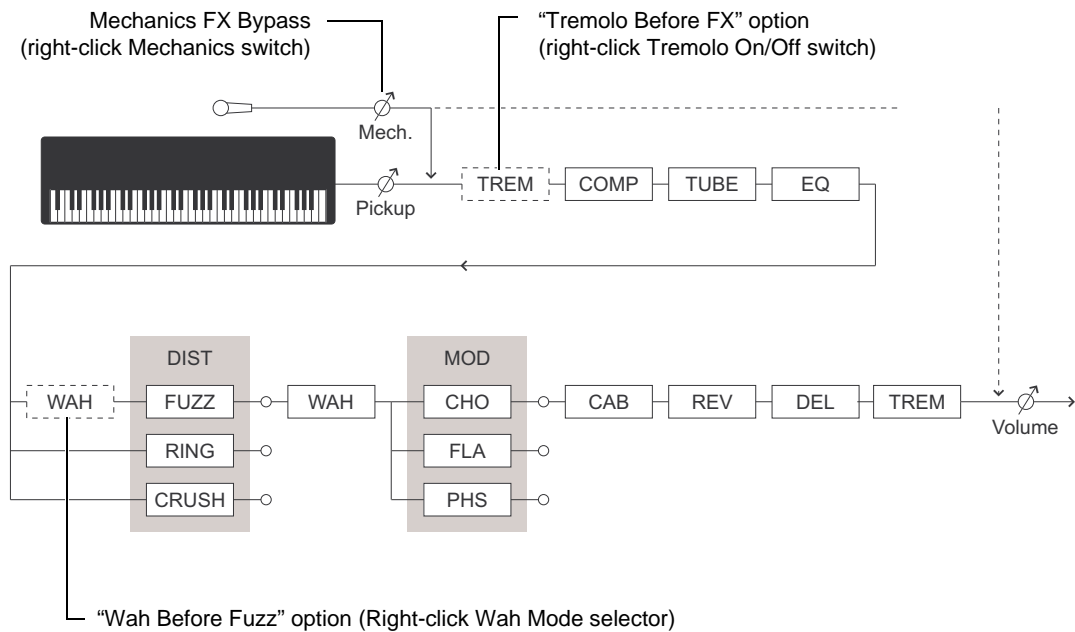 Mechanics FX Bypass
(right-click Mechanics switch)
“Tremolo Before FX” option
(right-click Tremolo On/Off switch)
Mech.
Pickup
TREM
COMP
TUBE
EQ
DIST
MOD
WAH
FUZZ
WAH
CHO
CAB
REV
DEL
TREM
Volume
RING
FLA
CRUSH
PHS
“Wah Before Fuzz” option (Right-click Wah Mode selector)